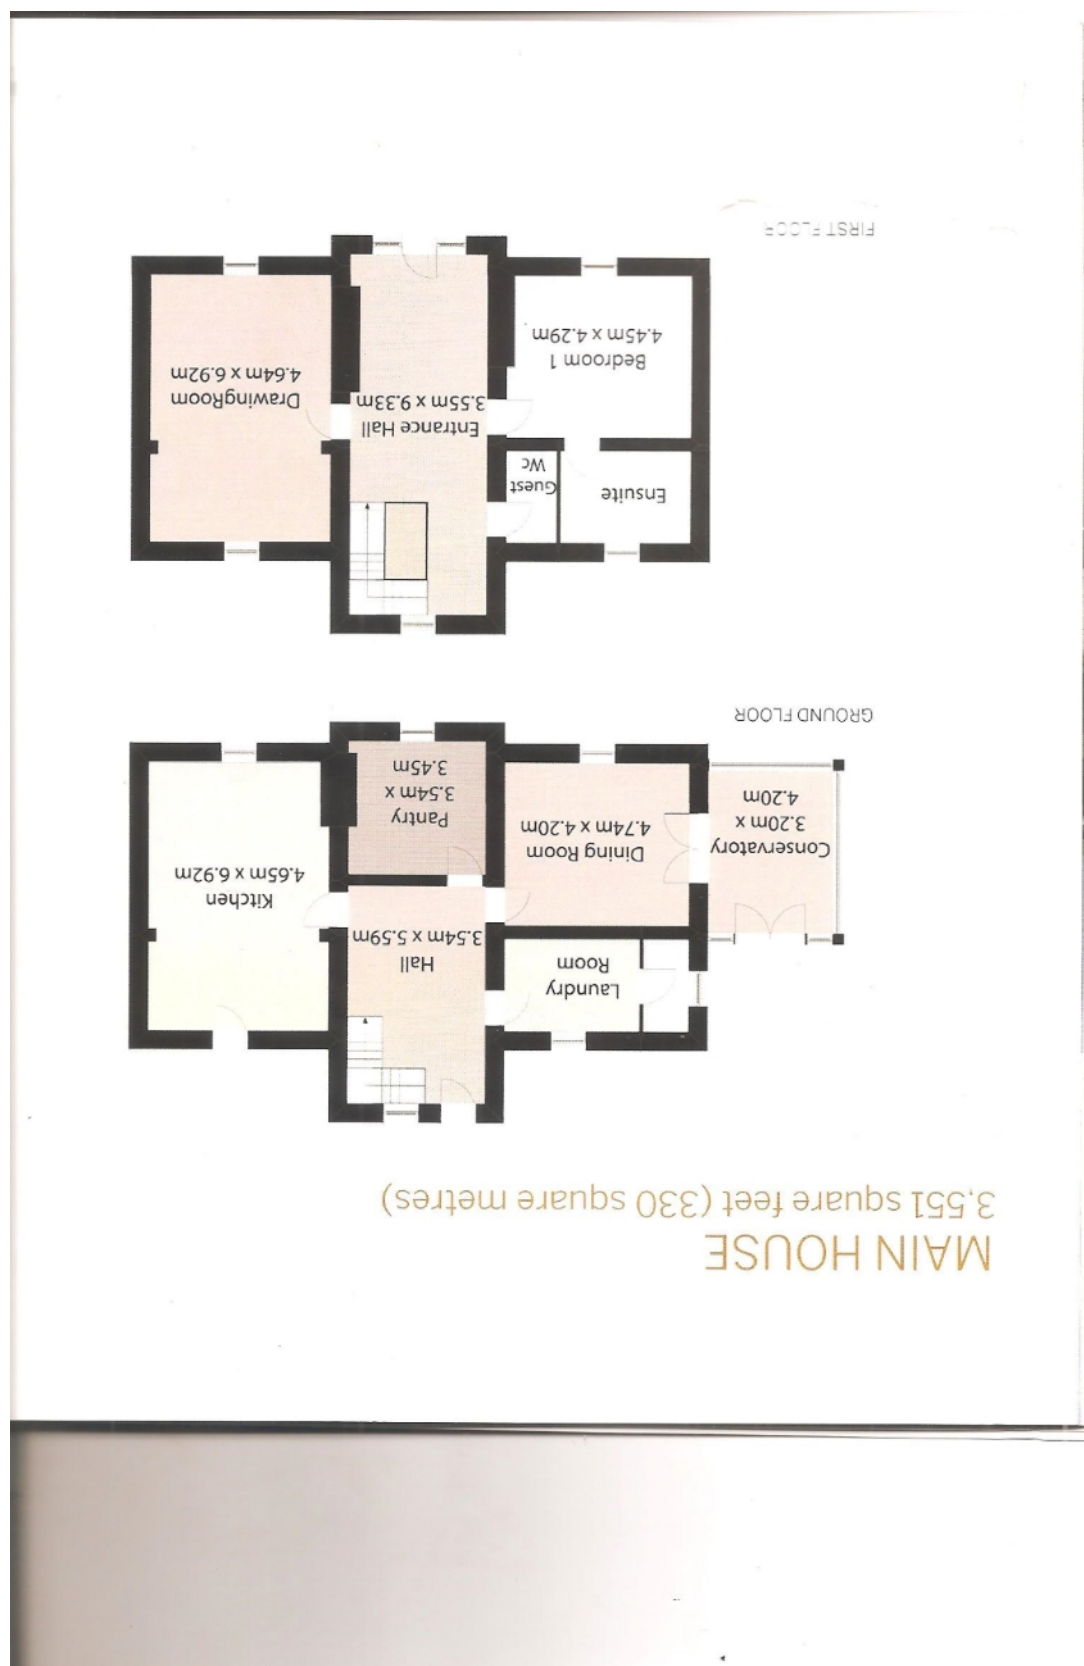 MAIN HOUSE
3,551 square feet (330 square metres)
Laundry
Room
Hall
3.54m x 5.59m
Kitchen
4.65m x 6.92m
Conservatory
3.20m x
4.20m
Dining Room
4.74m x 4.20m
Pantry
3.54m x
3.45m
GROUND FLOOR
Ensuite
Guest
Wc
Entrance Hall
3.55m x 9.33m
DrawingRoom
4.64m x 6.92m
Bedroom 1
4.45m x 4.29m
FIRST FLOOR